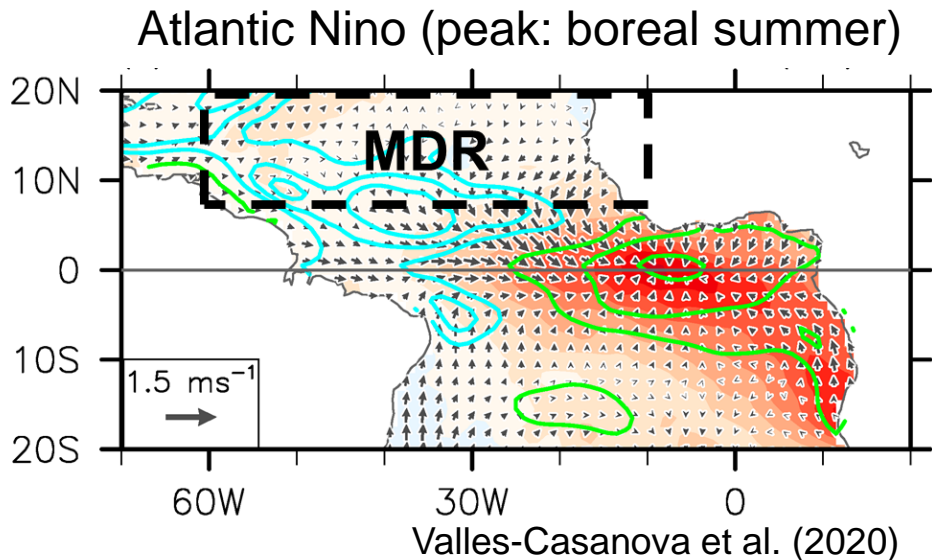 Atlantic Nino (peak: boreal summer)
20N
MDR
10N
0
10S
1.5 ms⁻¹
20S
60W 30W 0
Valles-Casanova et al. (2020)